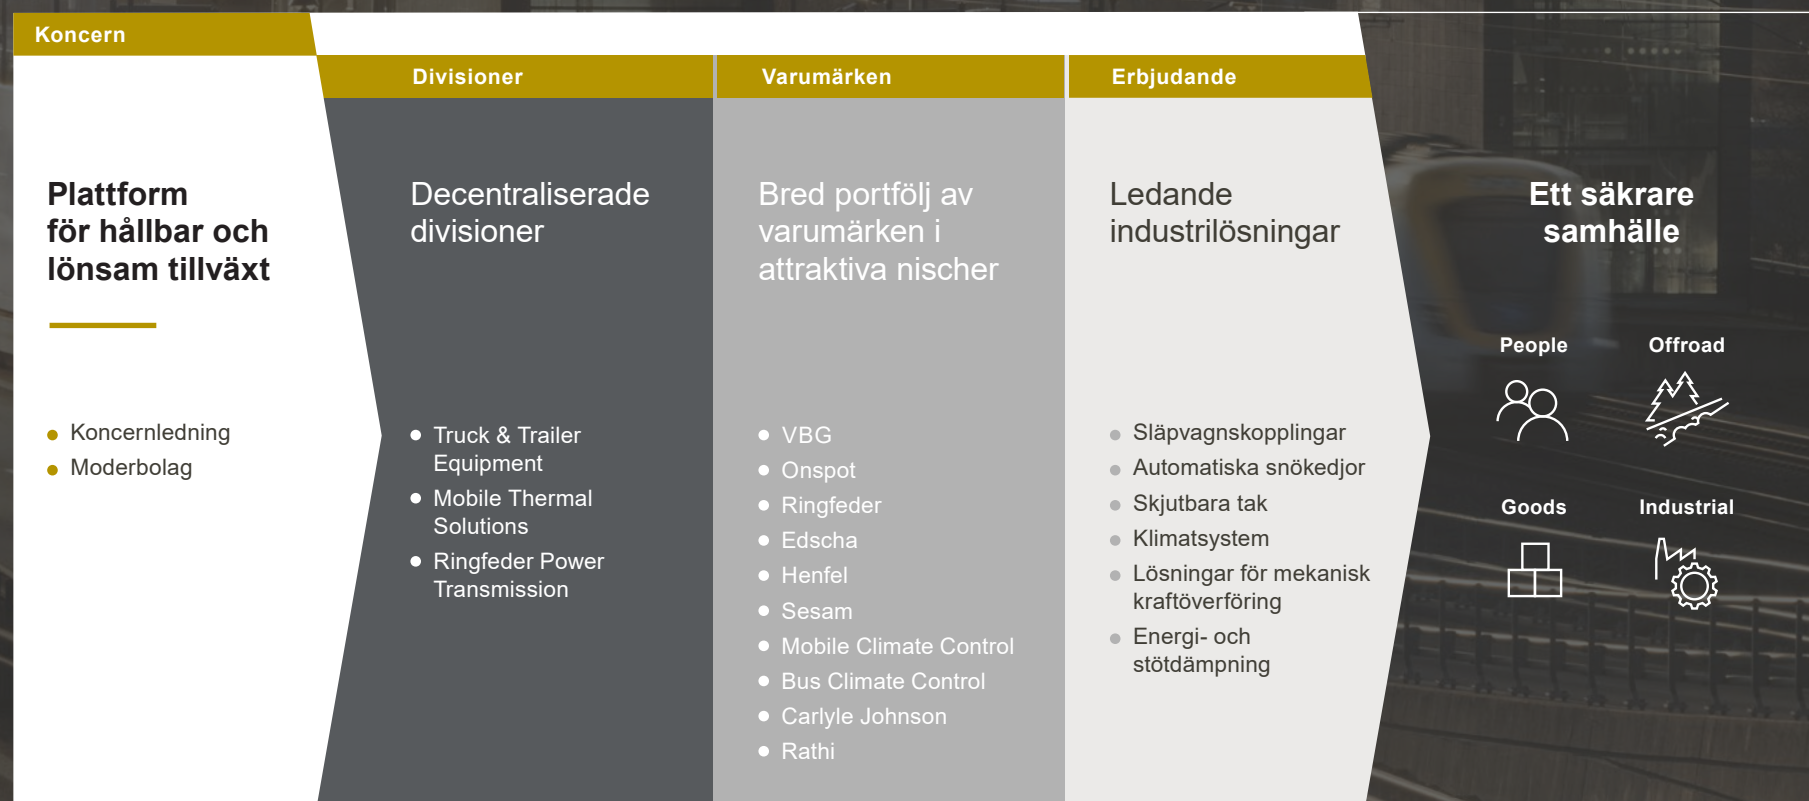 Koncern
Plattform
för hållbar och
lönsam tillväxt
Koncernledning
Moderbolag
Divisioner
Decentraliserade
divisioner
Truck & Trailer
Equipment
Mobile Thermal
Solutions
Ringfeder Power
Transmission
Varumärken
Bred portfölj av
varumärken i
attraktiva nischer
VBG
Onspot
Ringfeder
Edscha
Henfel
Sesam
Mobile Climate Control
Bus Climate Control
Carlyle Johnson
Rathi
Erbjudande
Ledande
industrilösningar
Släpvagnskopplingar
Automatiska snökedjor
Skjutbara tak
Klimatsystem
Lösningar för mekanisk
kraftöverföring
Energi- och
stötdämpning
Ett säkrare
samhälle
People
Offroad
Goods
Industrial